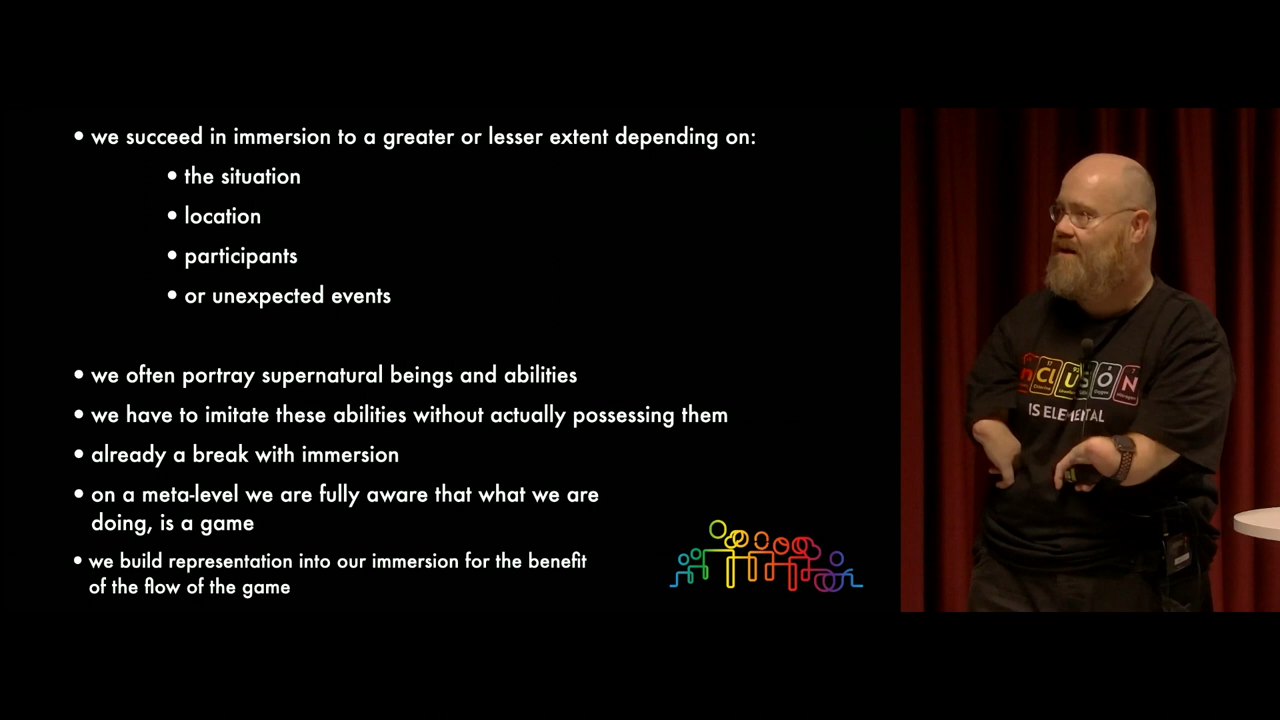 • we succeed in immersion to a greater or lesser extent depending on:
• the situation
• location
• participants
• or unexpected events
• we often portray supernatural beings and abilities
• we have to imitate these abilities without actually possessing them
• already a break with immersion
• on a meta-level we are fully aware that what we are
doing, is a game
• we build representation into our immersion for the benefit
of the flow of the game
nClUSION
IS ELEMENTAL